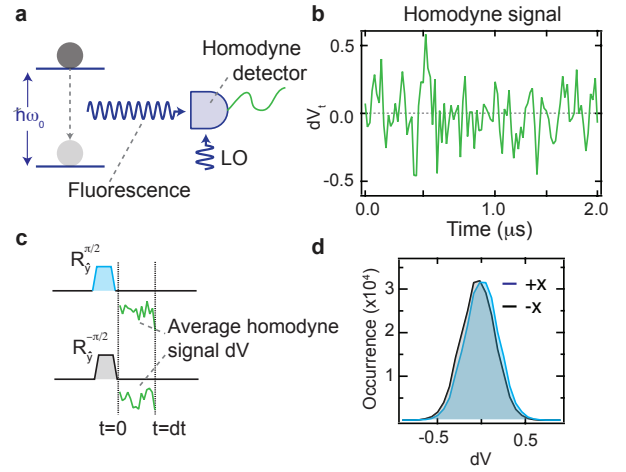 a
Homodyne
detector
ħω₀
LO
Fluorescence
b
Homodyne signal
dVₜ
0.5
0.0
-0.5
0.0
1.0
2.0
Time (μs)
c
R_ŷ^{π/2}
R_ŷ^{-π/2}
Average homodyne
signal dV
t=0
t=dt
d
Occurrence (x10⁴)
3
2
1
0
+X
-X
-0.5
0.5
dV